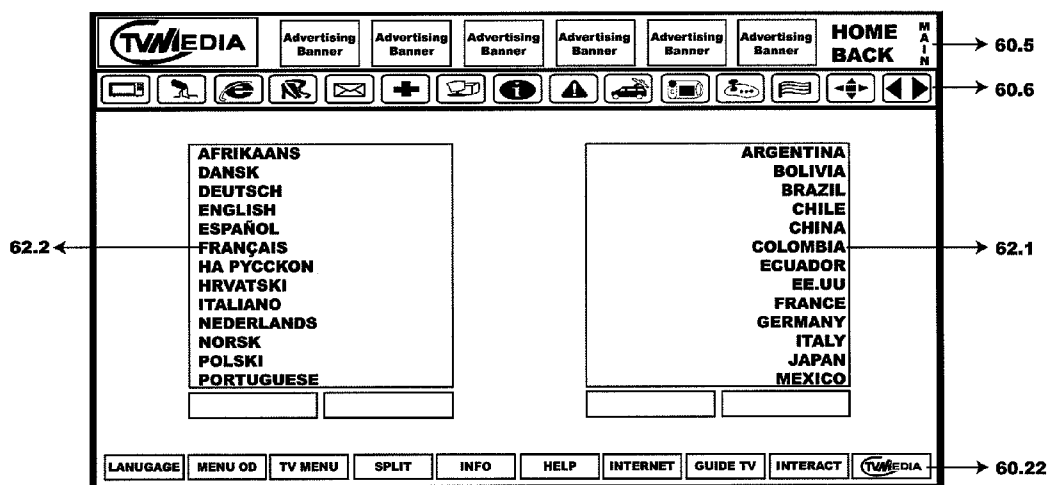 TVMEDIA
Advertising Banner
Advertising Banner
Advertising Banner
Advertising Banner
Advertising Banner
Advertising Banner
HOME
BACK
MAIN
60.5
60.6
AFRIKAANS
DANSK
DEUTSCH
ENGLISH
ESPAÑOL
FRANÇAIS
HA PYCCKON
HRVATSKI
ITALIANO
NEDERLANDS
NORSK
POLSKI
PORTUGUESE
62.2
ARGENTINA
BOLIVIA
BRAZIL
CHILE
CHINA
COLOMBIA
ECUADOR
EE.UU
FRANCE
GERMANY
ITALY
JAPAN
MEXICO
62.1
LANUGAGE
MENU OD
TV MENU
SPLIT
INFO
HELP
INTERNET
GUIDE TV
INTERACT
TVMEDIA
60.22